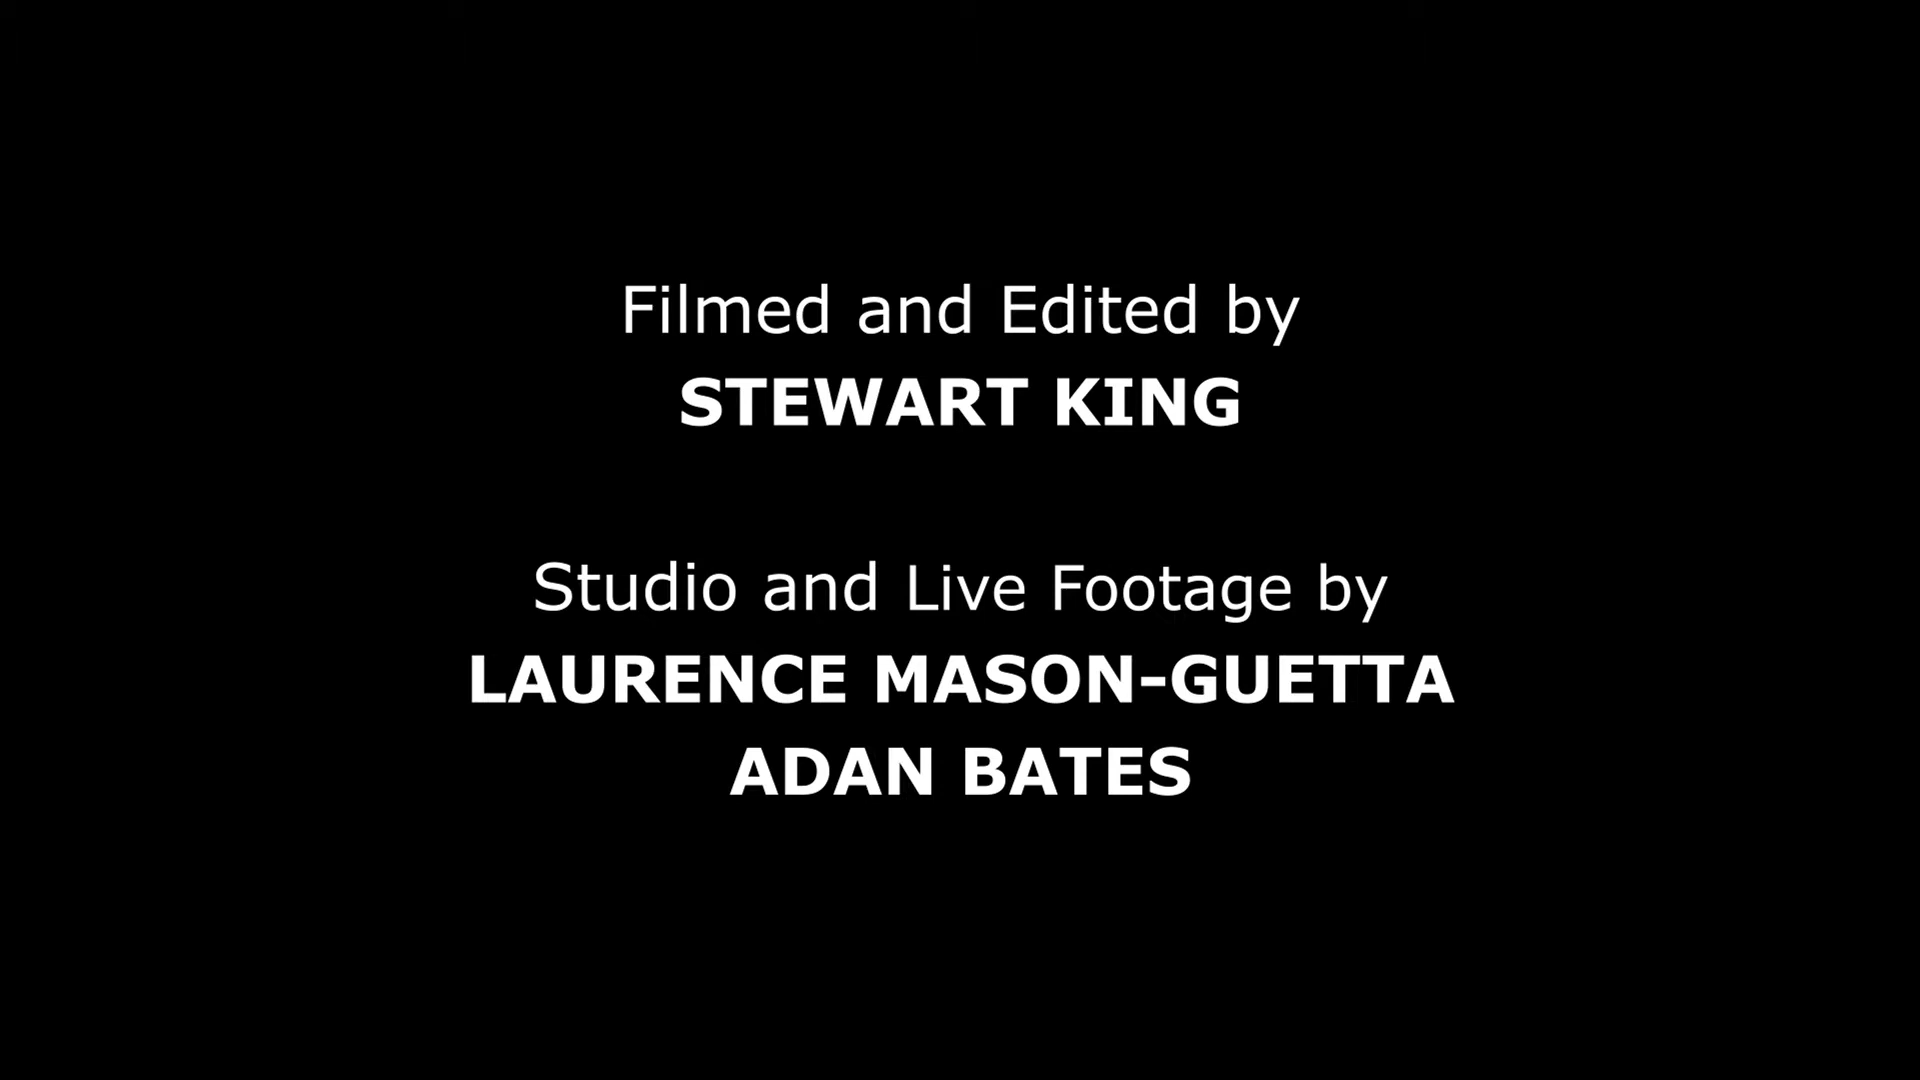 Filmed and Edited by
STEWART KING
Studio and Live Footage by
LAURENCE MASON-GUETTA
ADAN BATES